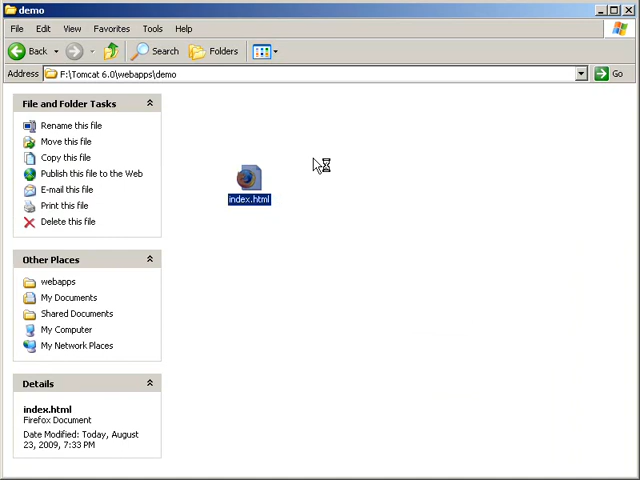 demo
File Edit View Favorites Tools Help
Back Search Folders
Address F:\Tomcat 6.0\webapps\demo Go
File and Folder Tasks
Rename this file
Move this file
Copy this file
Publish this file to the Web
E-mail this file
Print this file
Delete this file
index.html
Other Places
webapps
My Documents
Shared Documents
My Computer
My Network Places
Details
index.html
Firefox Document
Date Modified: Today, August
23, 2009, 7:33 PM